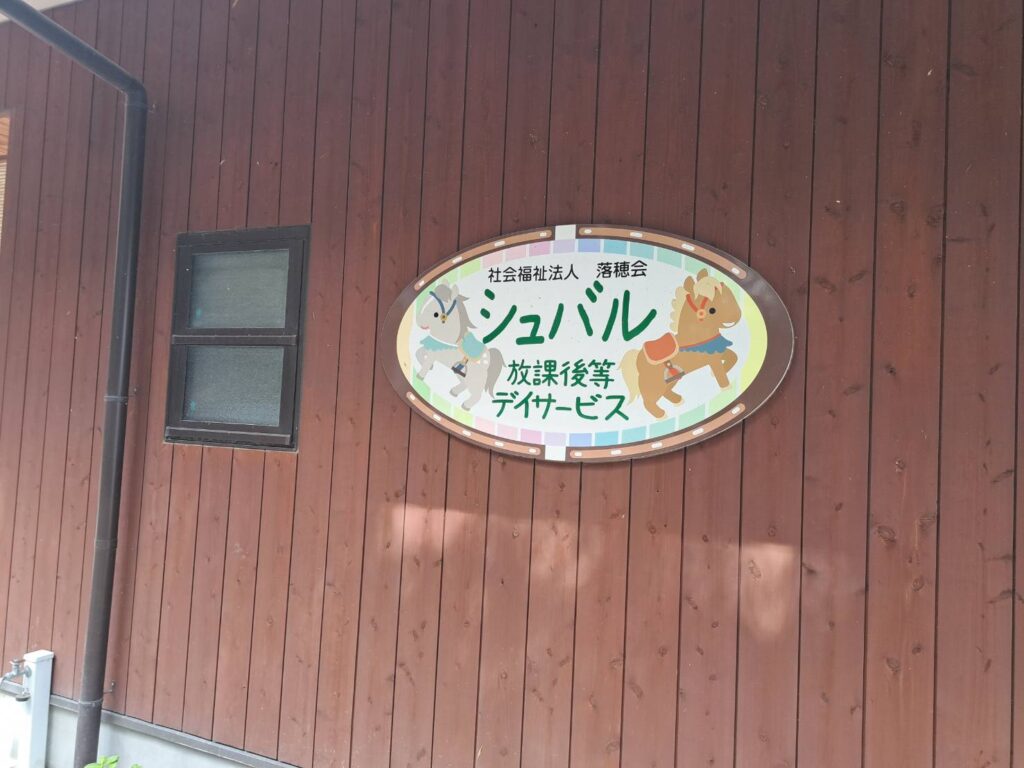 社会福祉法人　落穂会
シュバル
放課後等
デイサービス